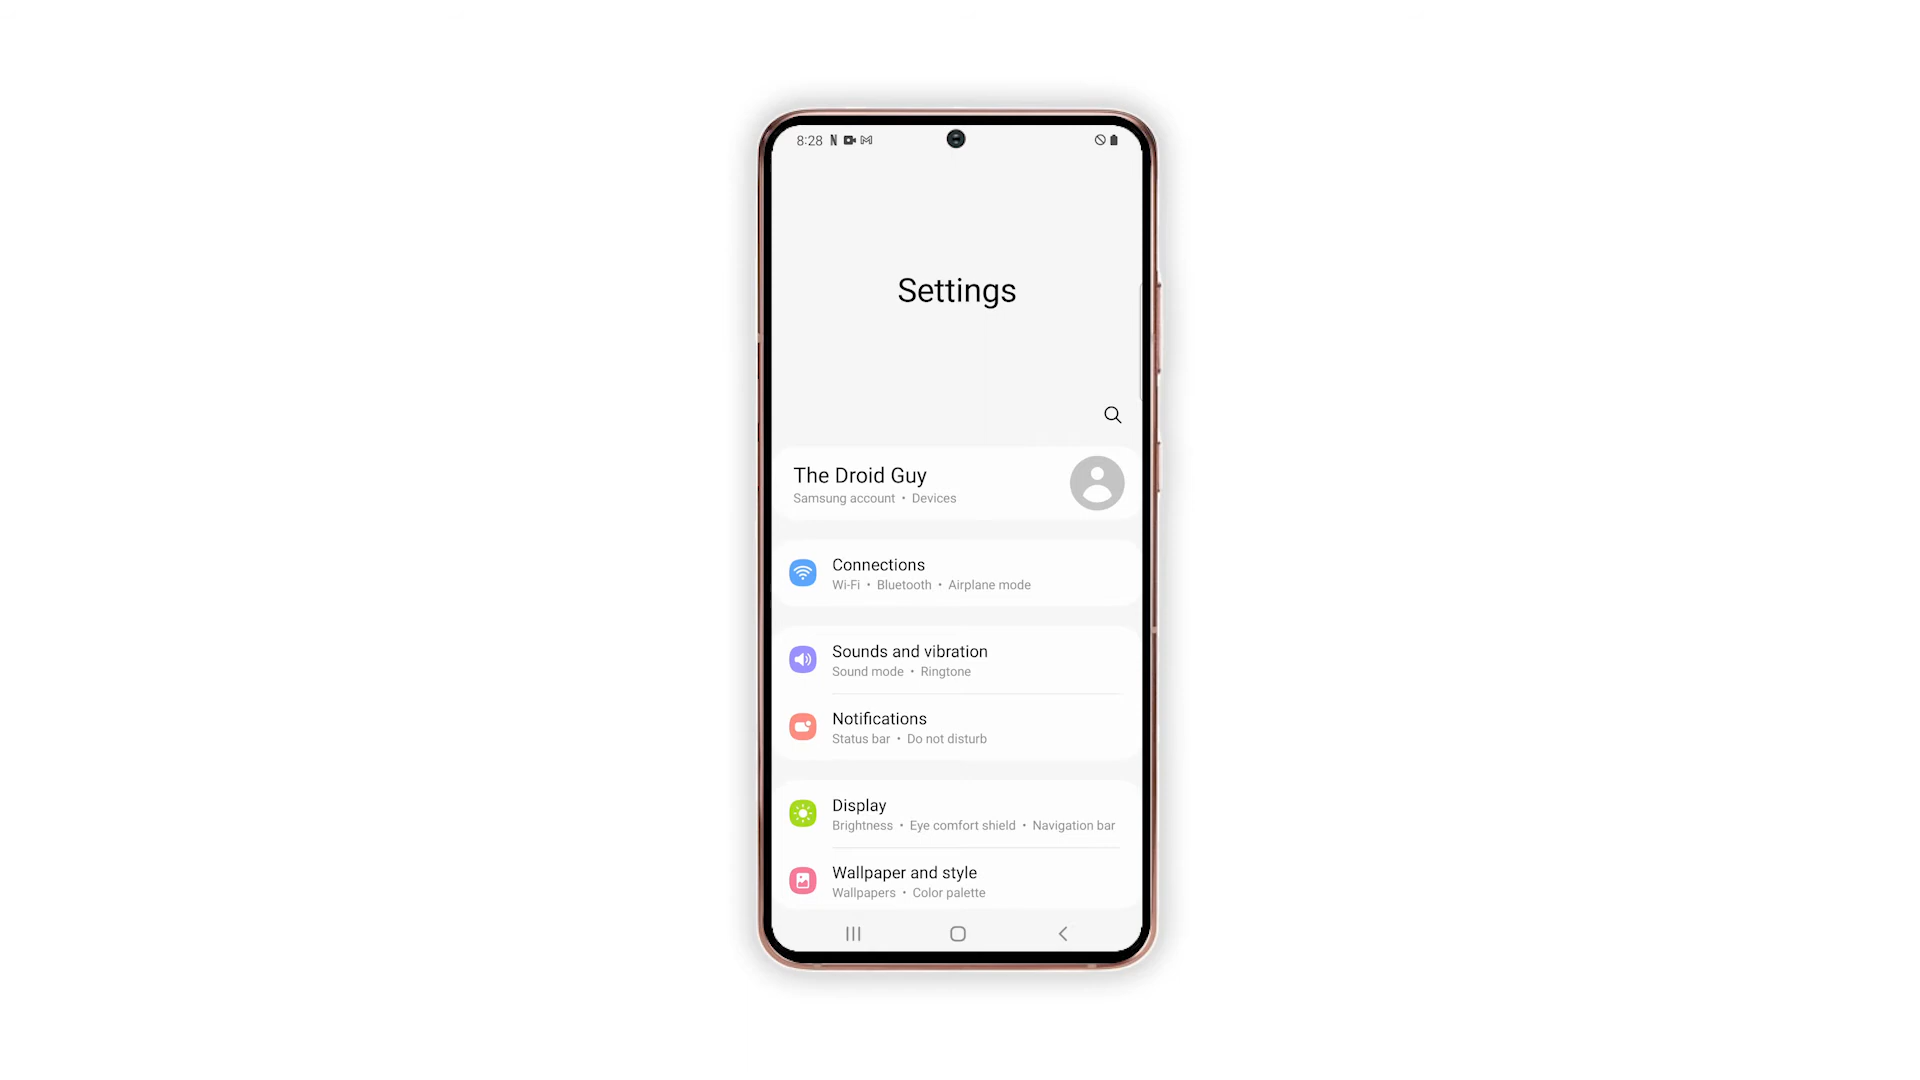 8:28
Settings
The Droid Guy
Samsung account • Devices
Connections
Wi-Fi • Bluetooth • Airplane mode
Sounds and vibration
Sound mode • Ringtone
Notifications
Status bar • Do not disturb
Display
Brightness • Eye comfort shield • Navigation bar
Wallpaper and style
Wallpapers • Color palette